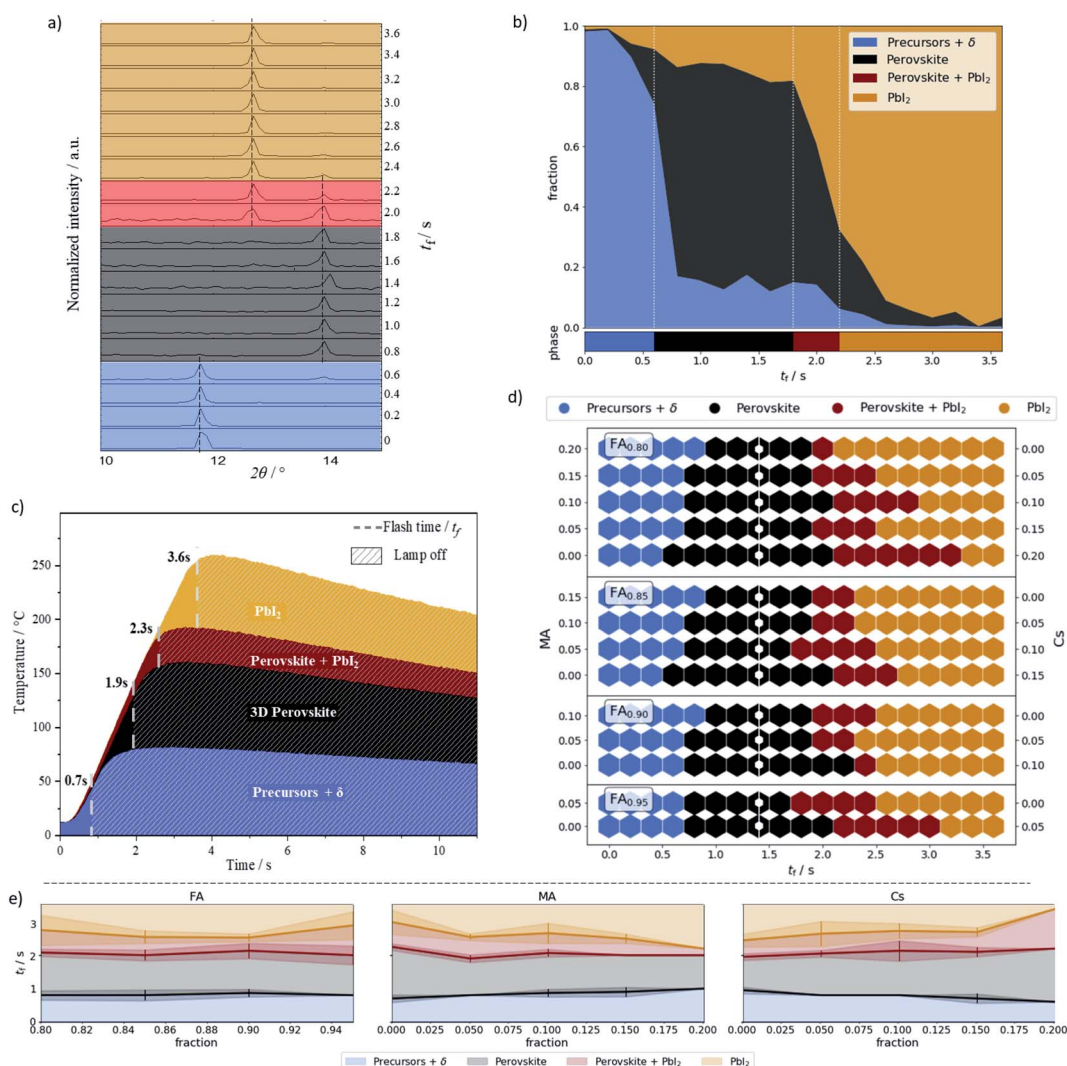 a)
Normalized intensity / a.u.
3.6
3.4
3.2
3.0
2.8
2.6
2.4
2.2
2.0
1.8
1.6
1.4
1.2
1.0
0.8
0.6
0.4
0.2
0
t_f / s
10 12 14
2θ / °
b)
Precursors + δ
Perovskite
Perovskite + PbI₂
PbI₂
fraction
1.0
0.8
0.6
0.4
0.2
0.0
phase
0.0 0.5 1.0 1.5 2.0 2.5 3.0 3.5
t_f / s
c)
Flash time / t_f
Lamp off
Temperature / °C
250
200
150
100
50
0
3.6s
2.3s
1.9s
0.7s
PbI₂
Perovskite + PbI₂
3D Perovskite
Precursors + δ
0 2 4 6 8 10
Time / s
d)
Precursors + δ Perovskite Perovskite + PbI₂ PbI₂
FA₀.₈₀
0.20 0.00
0.15 0.05
0.10 0.10
0.05 0.15
0.00 0.20
FA₀.₈₅
0.15 0.00
0.10 0.05
0.05 0.10
0.00 0.15
MA Cs
FA₀.₉₀
0.10 0.00
0.05 0.05
0.00 0.10
FA₀.₉₅
0.05 0.00
0.00 0.05
0.0 0.5 1.0 1.5 2.0 2.5 3.0 3.5
t_f / s
e)
FA MA Cs
t_f / s
3
2
1
0
0.80 0.82 0.84 0.86 0.88 0.90 0.92 0.94
fraction
0.000 0.025 0.050 0.075 0.100 0.125 0.150 0.175 0.200
fraction
0.000 0.025 0.050 0.075 0.100 0.125 0.150 0.175 0.200
fraction
Precursors + δ Perovskite Perovskite + PbI₂ PbI₂